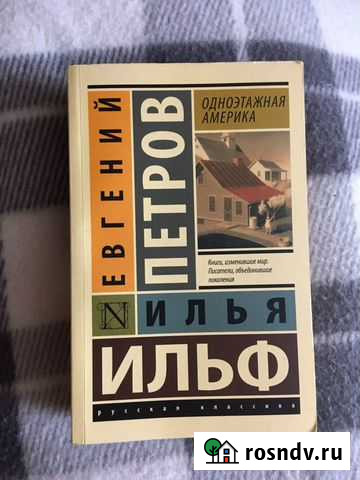 ЕВГЕНИЙ
ПЕТРОВ
ОДНОЭТАЖНАЯ
АМЕРИКА
Книги, изменившие мир.
Писатели, объединившие
поколения
ИЛЬЯ
ИЛЬФ
русская классика
rosndv.ru